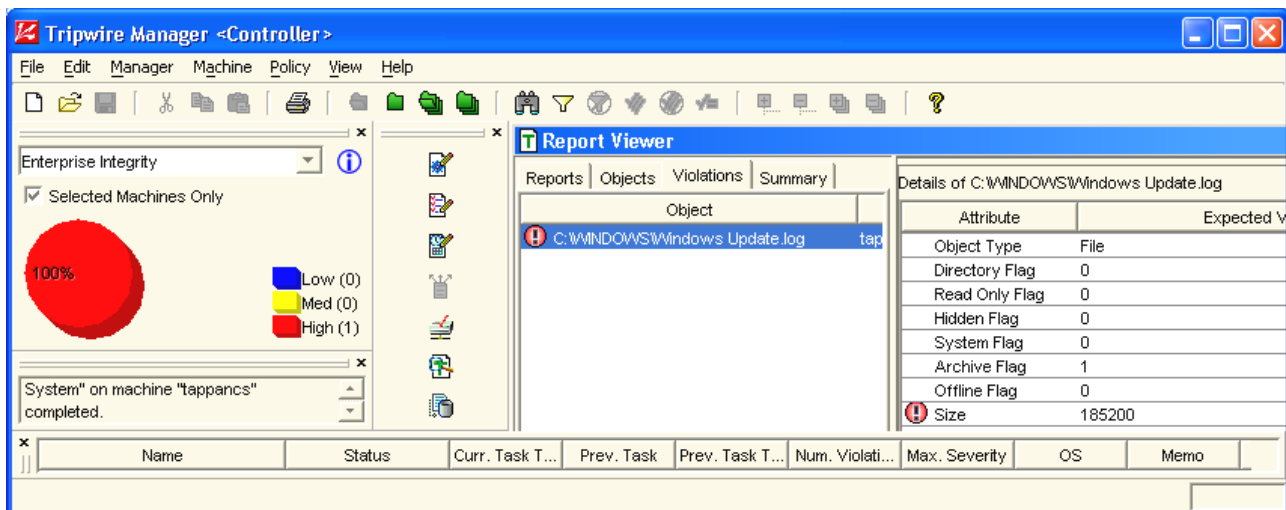 Tripwire Manager <Controller>
File Edit Manager Machine Policy View Help
Enterprise Integrity
Selected Machines Only
100%
Low (0)
Med (0)
High (1)
System" on machine "tappancs"
completed.
Report Viewer
Reports Objects Violations Summary
Object
C:\WINDOWS\Windows Update.log tap
Details of C:\WINDOWS\Windows Update.log
Attribute Expected V
Object Type File
Directory Flag 0
Read Only Flag 0
Hidden Flag 0
System Flag 0
Archive Flag 1
Offline Flag 0
Size 185200
Name Status Curr. Task T... Prev. Task Prev. Task T... Num. Violati... Max. Severity OS Memo